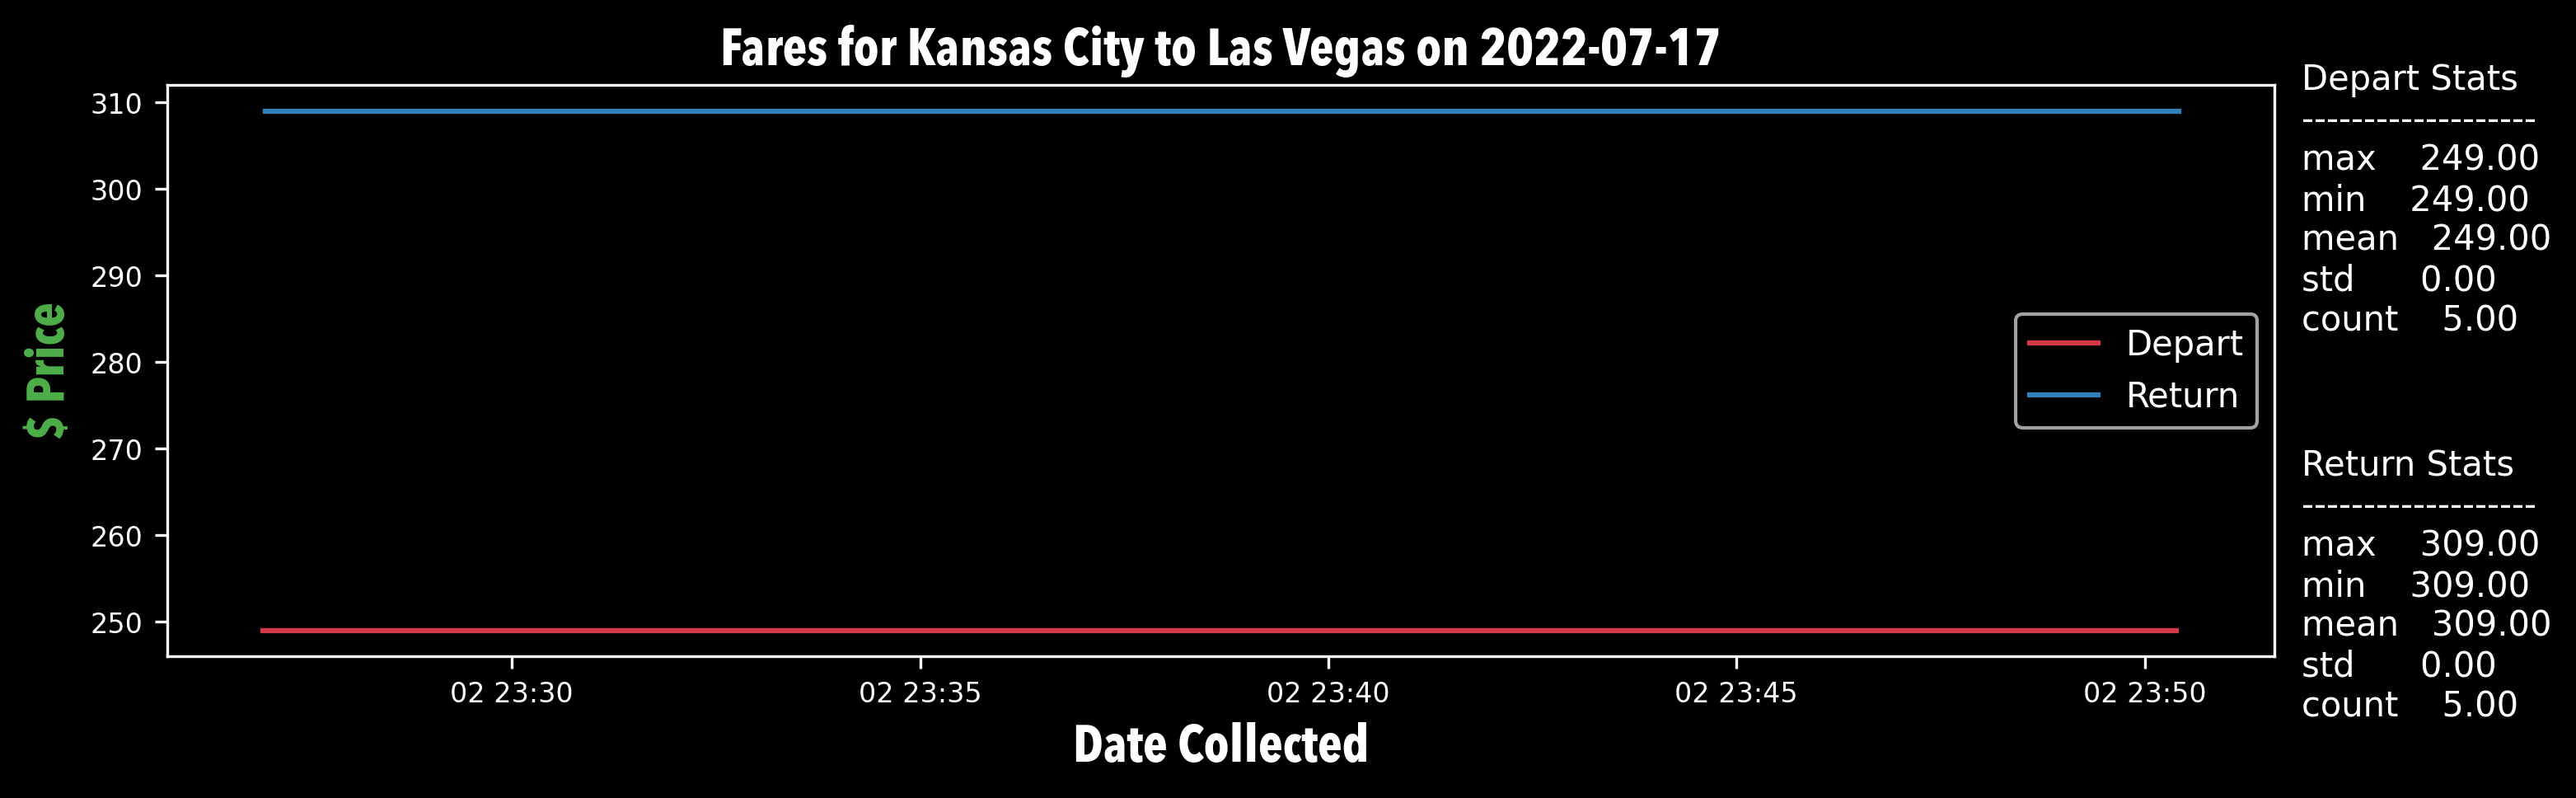 Fares for Kansas City to Las Vegas on 2022-07-17
$ Price
310
300
290
280
270
260
250
Depart
Return
02 23:30
02 23:35
02 23:40
02 23:45
02 23:50
Date Collected
Depart Stats
-------------------
max 249.00
min 249.00
mean 249.00
std 0.00
count 5.00
Return Stats
-------------------
max 309.00
min 309.00
mean 309.00
std 0.00
count 5.00